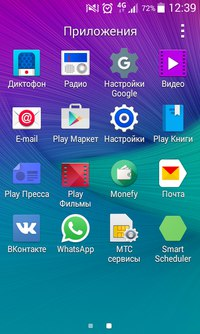 4G 72% 12:39
Приложения
Диктофон Радио Настройки Google Видео
E-mail Play Маркет Настройки Play Книги
Play Пресса Play Фильмы Monefy Почта
ВКонтакте WhatsApp МТС сервисы Smart Scheduler